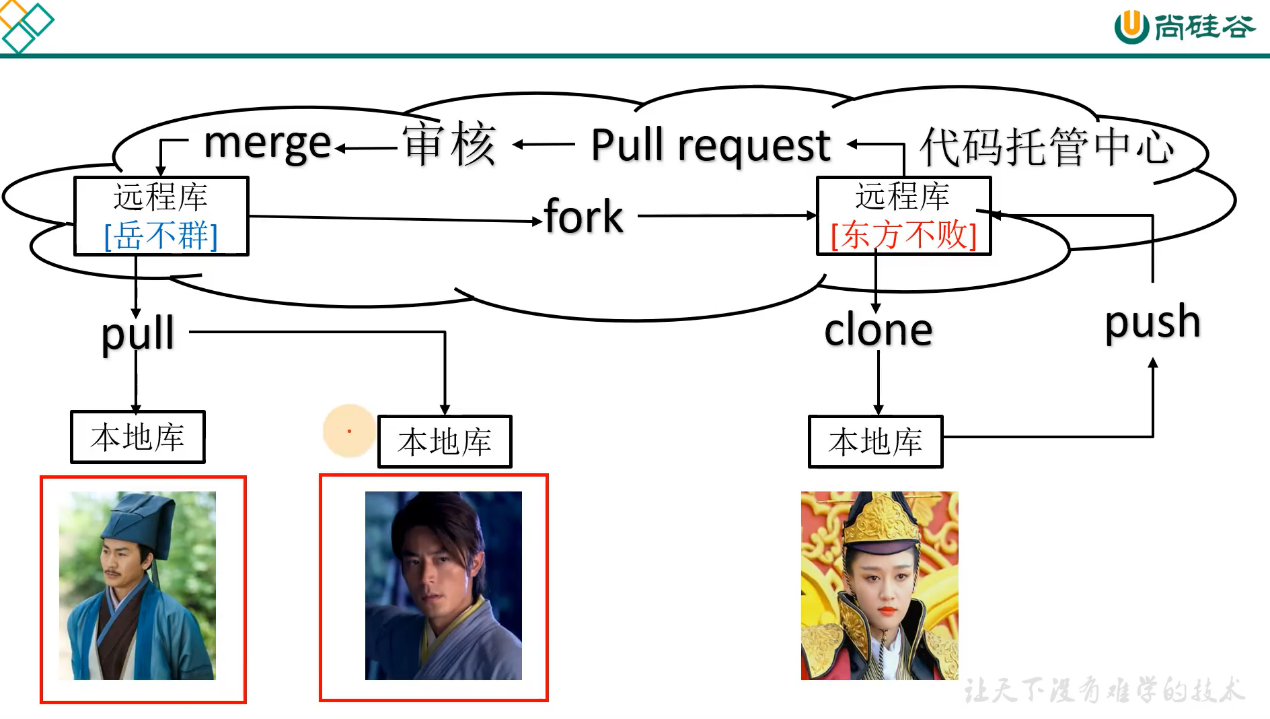 尚硅谷
merge
审核
Pull request
代码托管中心
远程库
[岳不群]
fork
远程库
[东方不败]
pull
clone
push
本地库
本地库
本地库
让天下没有难学的技术